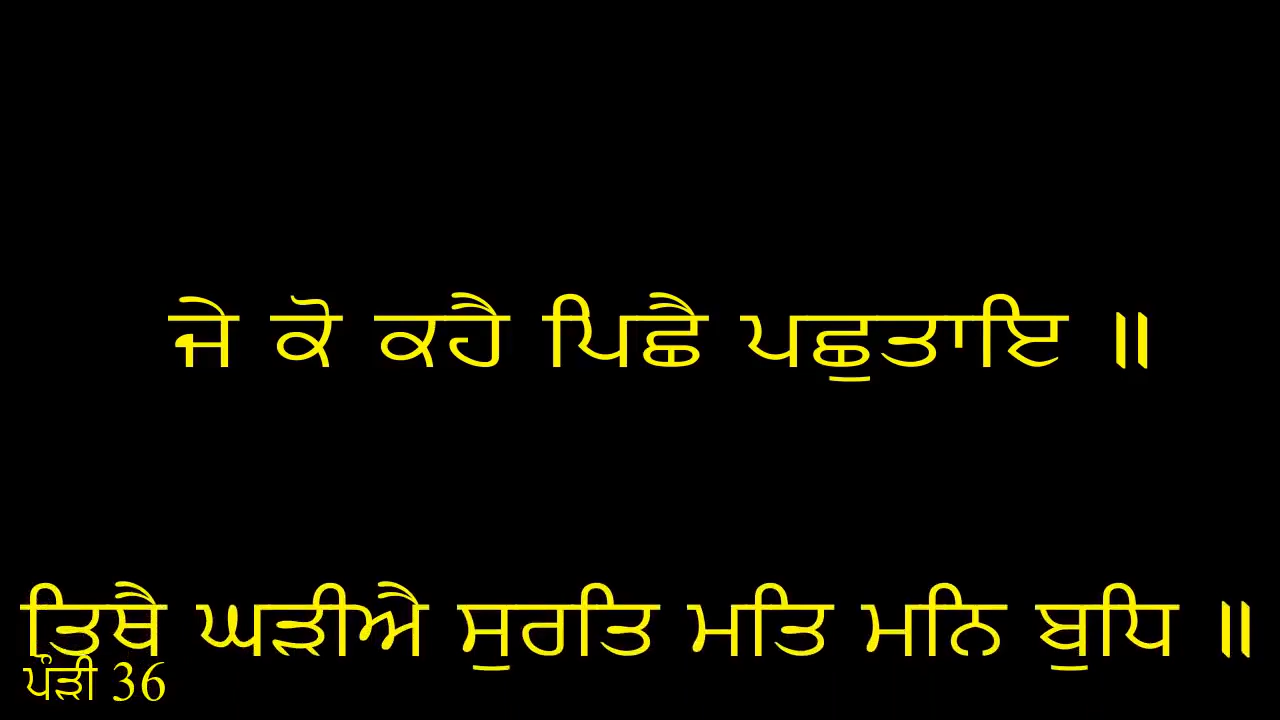 ਜੇ ਕੋ ਕਹੈ ਪਿਛੈ ਪਛੁਤਾਇ ॥
ਤਿਥੈ ਘੜੀਐ ਸੁਰਤਿ ਮਤਿ ਮਨਿ ਬੁਧਿ ॥
ਪੰੜੀ 36